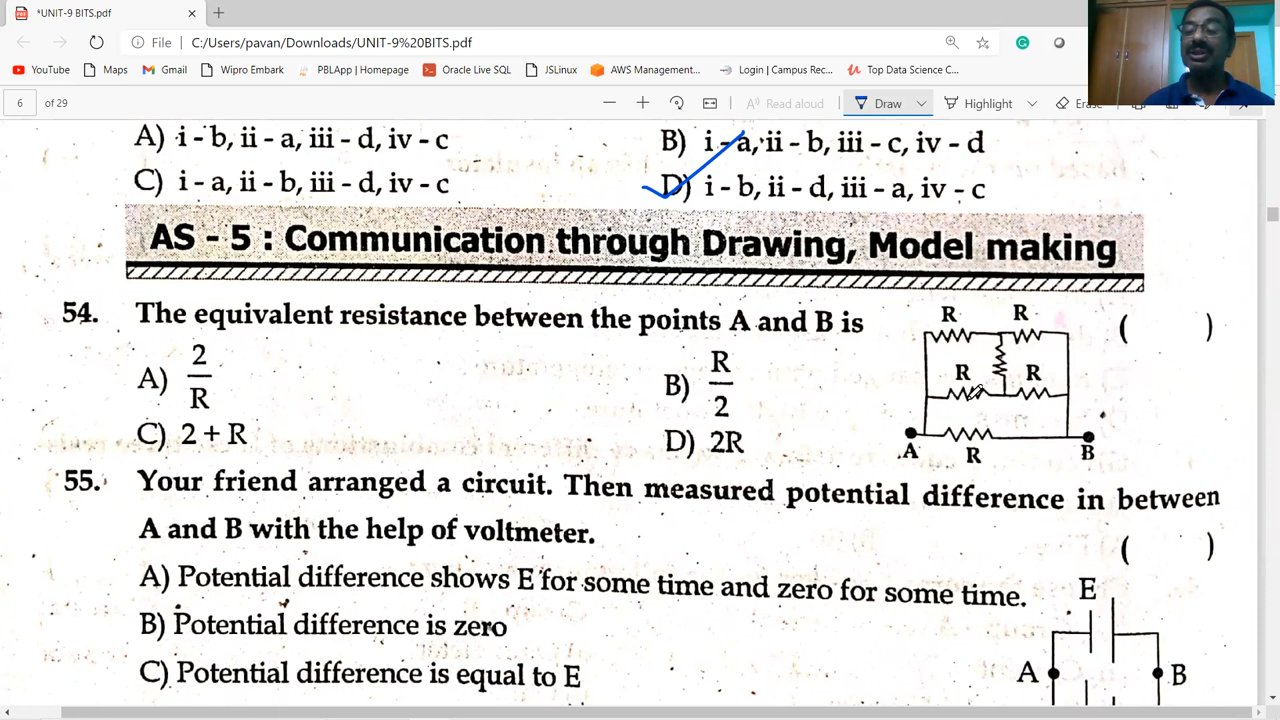 *UNIT-9 BITS.pdf
File C:/Users/pavan/Downloads/UNIT-9%20BITS.pdf
YouTube Maps Gmail Wipro Embark PBLApp | Homepage Oracle Live SQL JSLinux AWS Management... Login | Campus Rec... Top Data Science C...
6 of 29 Read aloud Draw Highlight
A) i - b, ii - a, iii - d, iv - c B) i - a, ii - b, iii - c, iv - d
C) i - a, ii - b, iii - d, iv - c D) i - b, ii - d, iii - a, iv - c
AS - 5 : Communication through Drawing, Model making
54. The equivalent resistance between the points A and B is ( )
R R
A) 2/R B) R/2
R R
C) 2 + R D) 2R
A R B
55. Your friend arranged a circuit. Then measured potential difference in between
A and B with the help of voltmeter. ( )
A) Potential difference shows E for some time and zero for some time.
E
B) Potential difference is zero
C) Potential difference is equal to E
A B